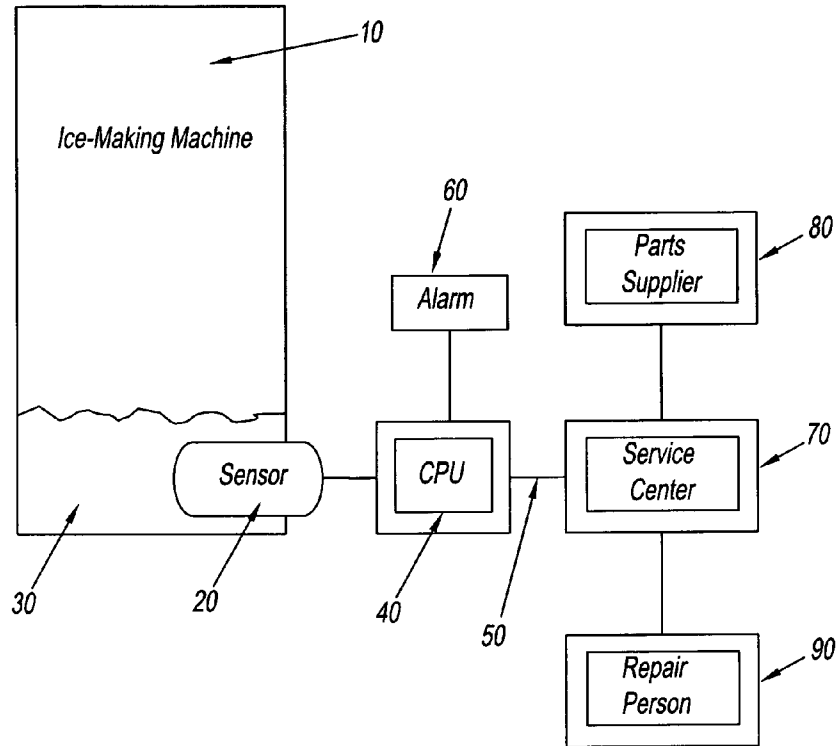 10
Ice-Making Machine
60
80
Parts
Supplier
Alarm
70
Sensor
CPU
Service
Center
30
20
40
50
90
Repair
Person